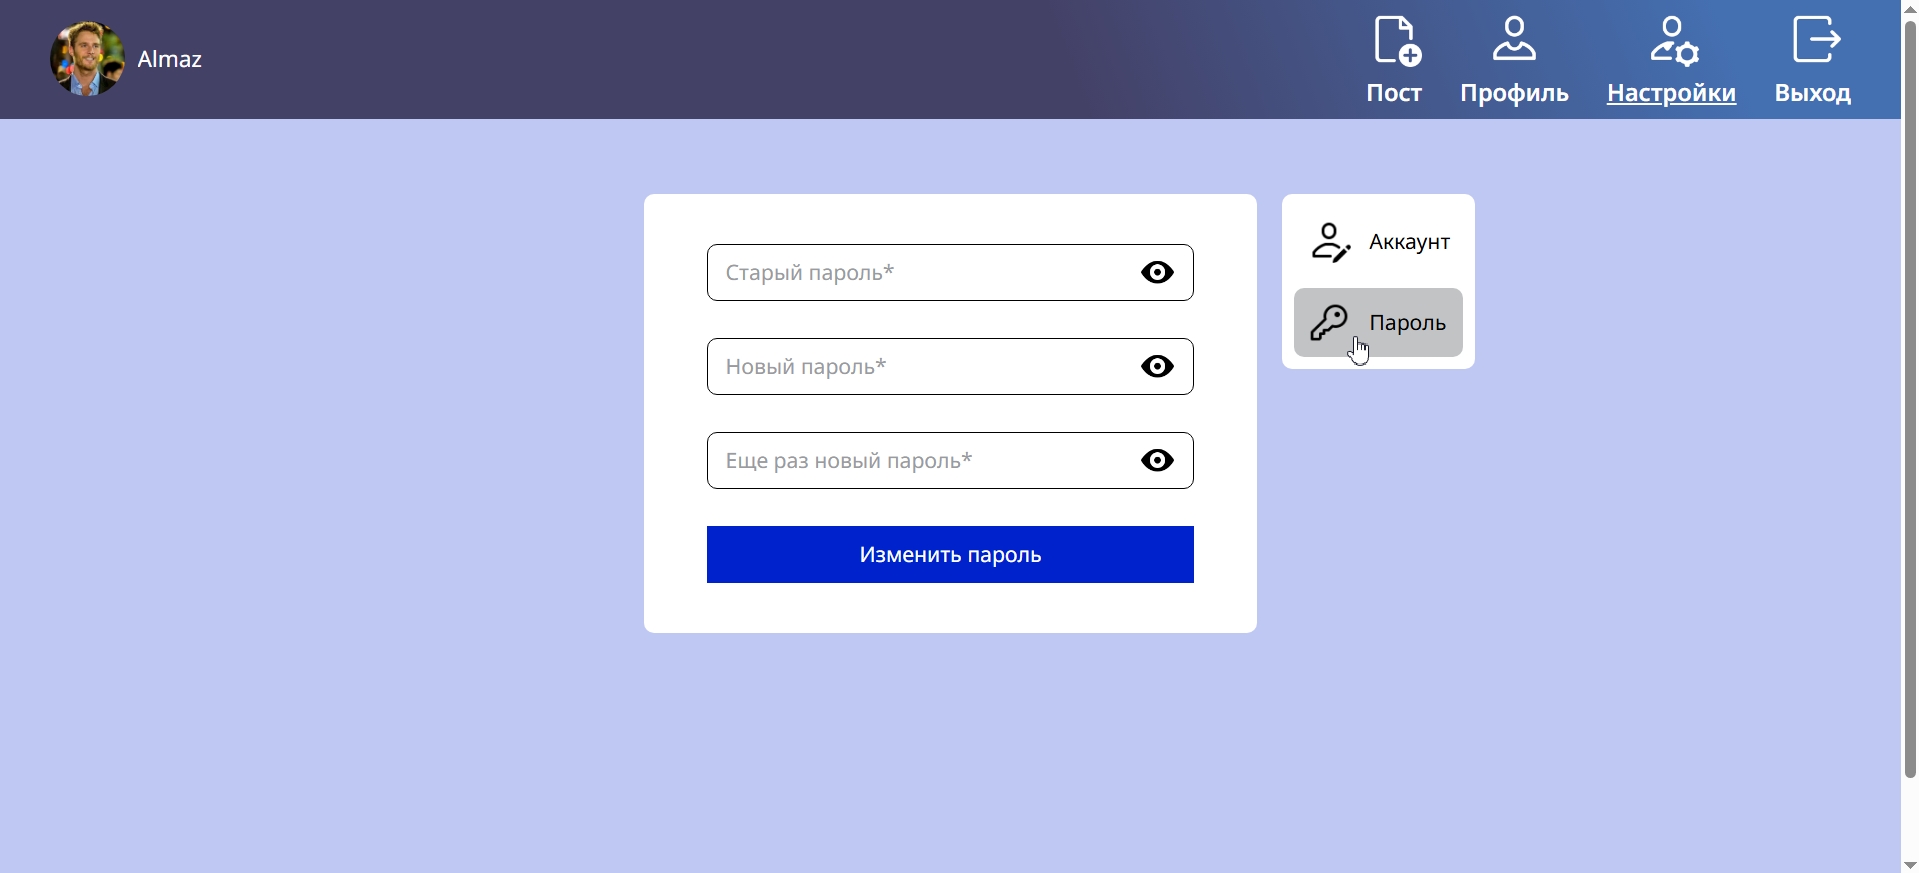 Almaz
Пост
Профиль
Настройки
Выход
Старый пароль*
Новый пароль*
Еще раз новый пароль*
Изменить пароль
Аккаунт
Пароль